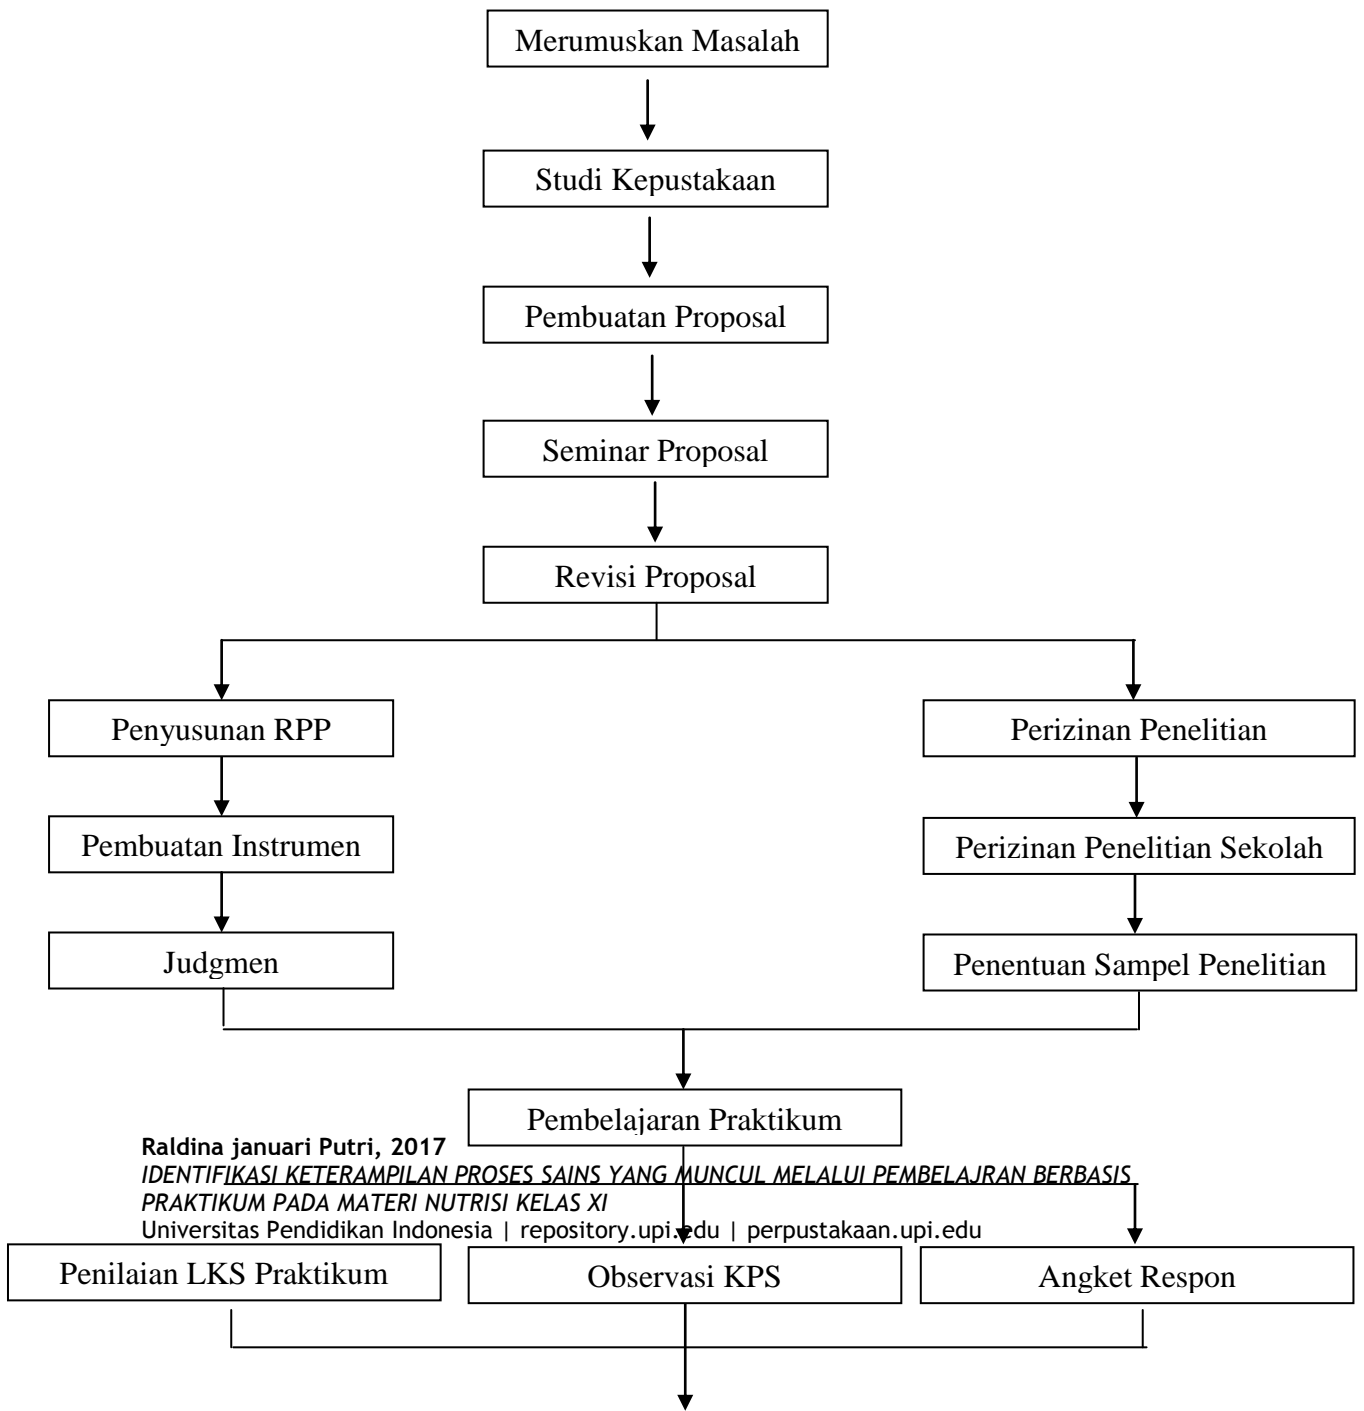 Merumuskan Masalah
Studi Kepustakaan
Pembuatan Proposal
Seminar Proposal
Revisi Proposal
Penyusunan RPP
Perizinan Penelitian
Pembuatan Instrumen
Perizinan Penelitian Sekolah
Judgmen
Penentuan Sampel Penelitian
Pembelajaran Praktikum
Raldina januari Putri, 2017
IDENTIFIKASI KETERAMPILAN PROSES SAINS YANG MUNCUL MELALUI PEMBELAJRAN BERBASIS
PRAKTIKUM PADA MATERI NUTRISI KELAS XI
Universitas Pendidikan Indonesia | repository.upi.edu | perpustakaan.upi.edu
Penilaian LKS Praktikum
Observasi KPS
Angket Respon